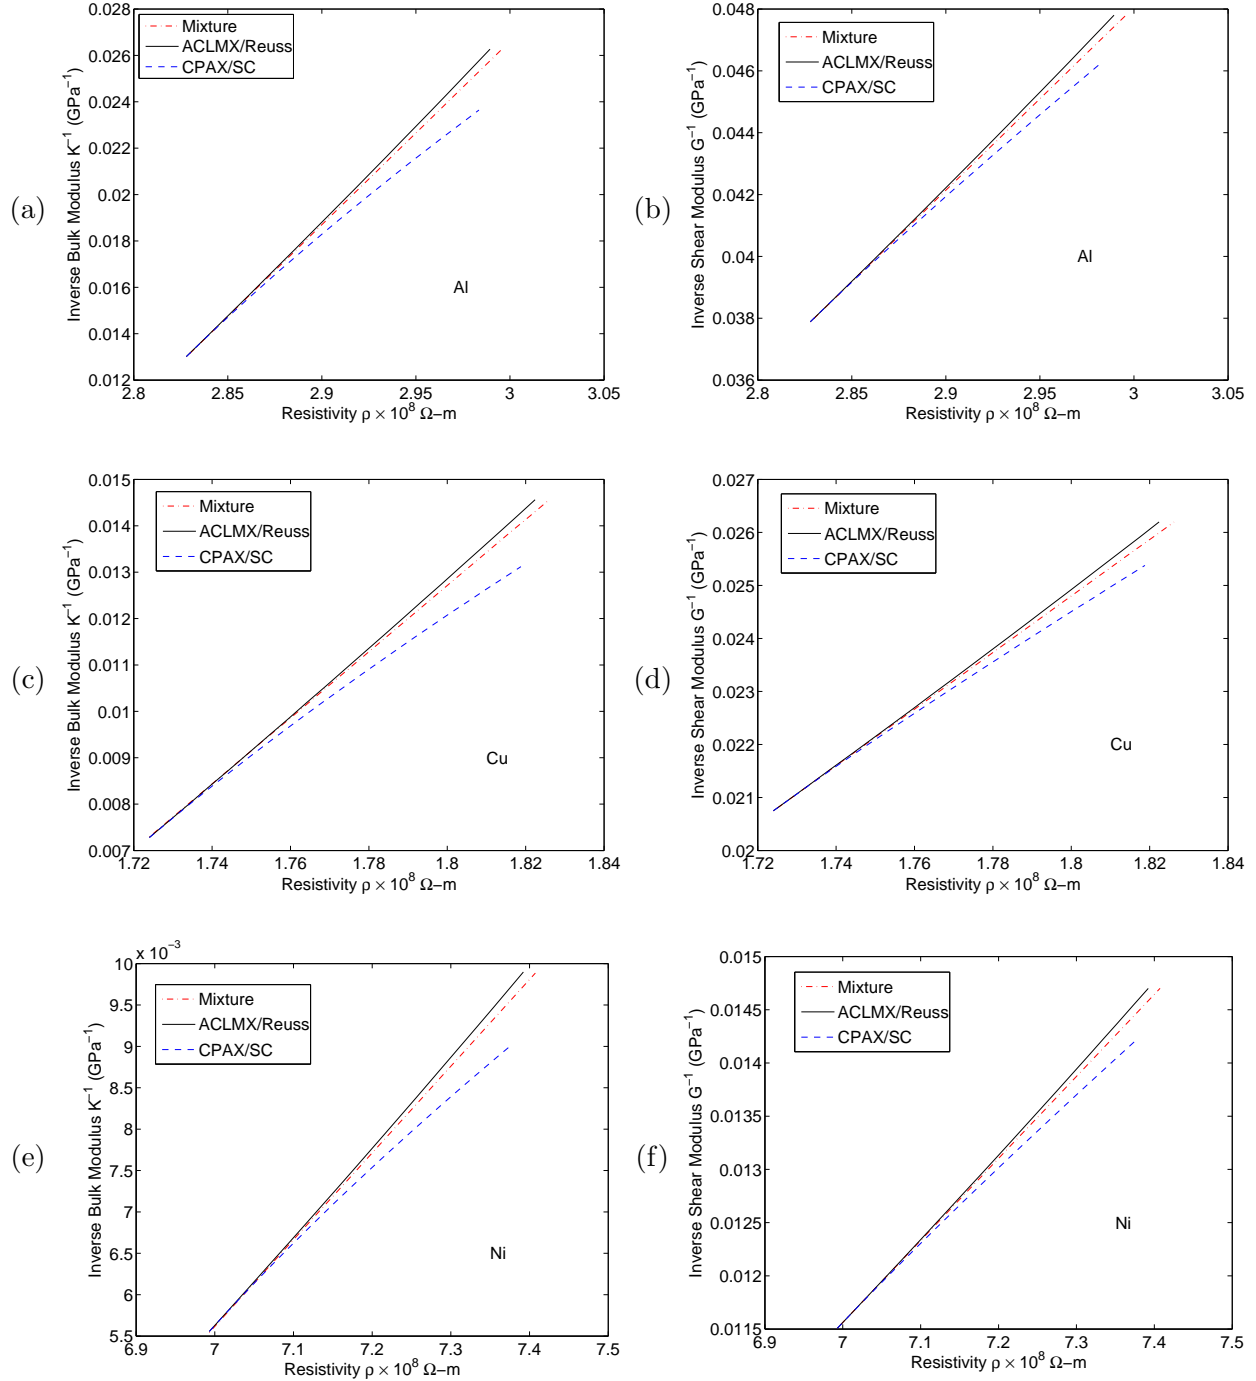 (a)
0.028
0.026
0.024
0.022
0.02
0.018
0.016
0.014
0.012
Inverse Bulk Modulus K⁻¹ (GPa⁻¹)
Mixture
ACLMX/Reuss
CPAX/SC
Al
2.8 2.85 2.9 2.95 3 3.05
Resistivity ρ × 10⁸ Ω−m
(b)
0.048
0.046
0.044
0.042
0.04
0.038
0.036
Inverse Shear Modulus G⁻¹ (GPa⁻¹)
Mixture
ACLMX/Reuss
CPAX/SC
Al
2.8 2.85 2.9 2.95 3 3.05
Resistivity ρ × 10⁸ Ω−m
(c)
0.015
0.014
0.013
0.012
0.011
0.01
0.009
0.008
0.007
Inverse Bulk Modulus K⁻¹ (GPa⁻¹)
Mixture
ACLMX/Reuss
CPAX/SC
Cu
1.72 1.74 1.76 1.78 1.8 1.82 1.84
Resistivity ρ × 10⁸ Ω−m
(d)
0.027
0.026
0.025
0.024
0.023
0.022
0.021
0.02
Inverse Shear Modulus G⁻¹ (GPa⁻¹)
Mixture
ACLMX/Reuss
CPAX/SC
Cu
1.72 1.74 1.76 1.78 1.8 1.82 1.84
Resistivity ρ × 10⁸ Ω−m
(e)
x 10⁻³
10
9.5
9
8.5
8
7.5
7
6.5
6
5.5
Inverse Bulk Modulus K⁻¹ (GPa⁻¹)
Mixture
ACLMX/Reuss
CPAX/SC
Ni
6.9 7 7.1 7.2 7.3 7.4 7.5
Resistivity ρ × 10⁸ Ω−m
(f)
0.015
0.0145
0.014
0.0135
0.013
0.0125
0.012
0.0115
Inverse Shear Modulus G⁻¹ (GPa⁻¹)
Mixture
ACLMX/Reuss
CPAX/SC
Ni
6.9 7 7.1 7.2 7.3 7.4 7.5
Resistivity ρ × 10⁸ Ω−m